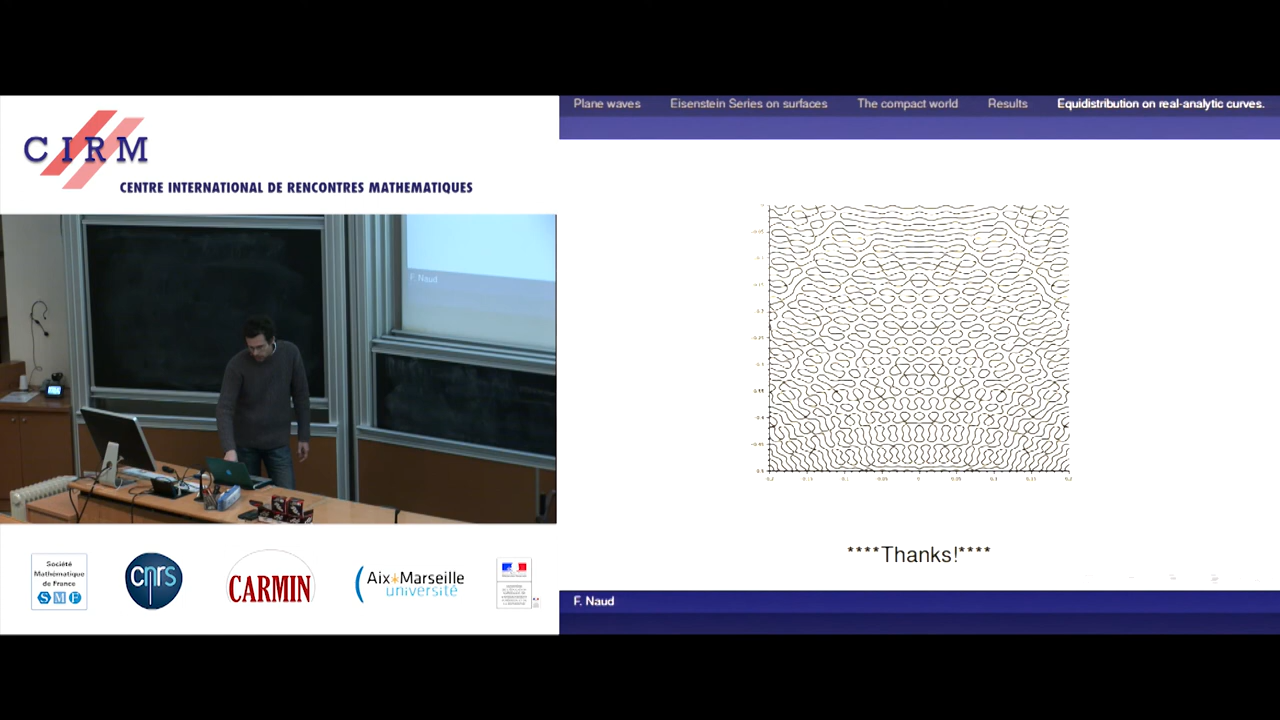 CIRM
CENTRE INTERNATIONAL DE RENCONTRES MATHEMATIQUES
F. Naud
Société
Mathématique
de France
SMF
cnrs
CARMIN
Aix*Marseille
université
Plane waves
Eisenstein Series on surfaces
The compact world
Results
Equidistribution on real-analytic curves.
****Thanks!****
F. Naud